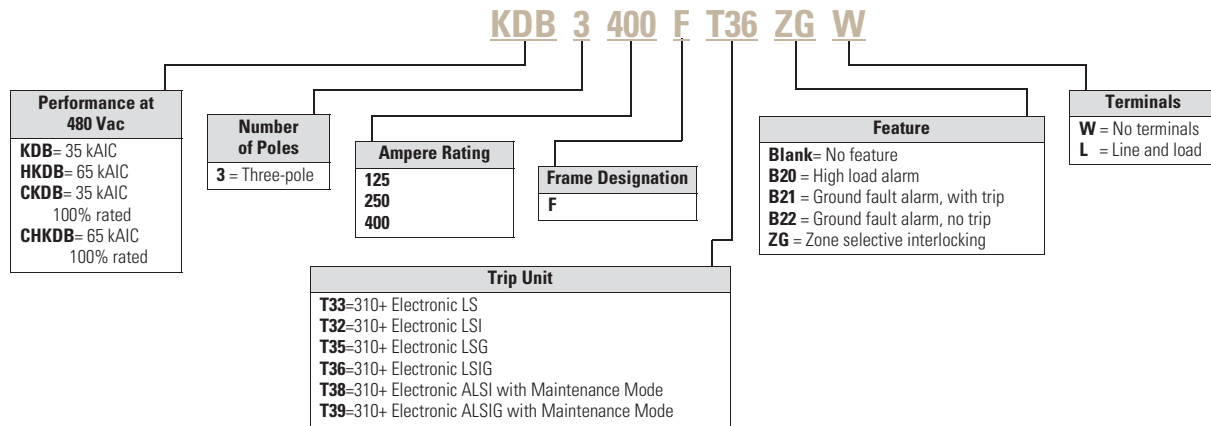 KDB 3 400 F T36 ZG W
Performance at
480 Vac
KDB= 35 kAIC
HKDB= 65 kAIC
CKDB= 35 kAIC
100% rated
CHKDB= 65 kAIC
100% rated
Number
of Poles
3 = Three-pole
Ampere Rating
125
250
400
Frame Designation
F
Trip Unit
T33=310+ Electronic LS
T32=310+ Electronic LSI
T35=310+ Electronic LSG
T36=310+ Electronic LSIG
T38=310+ Electronic ALSI with Maintenance Mode
T39=310+ Electronic ALSIG with Maintenance Mode
Feature
Blank= No feature
B20 = High load alarm
B21 = Ground fault alarm, with trip
B22 = Ground fault alarm, no trip
ZG = Zone selective interlocking
Terminals
W = No terminals
L = Line and load